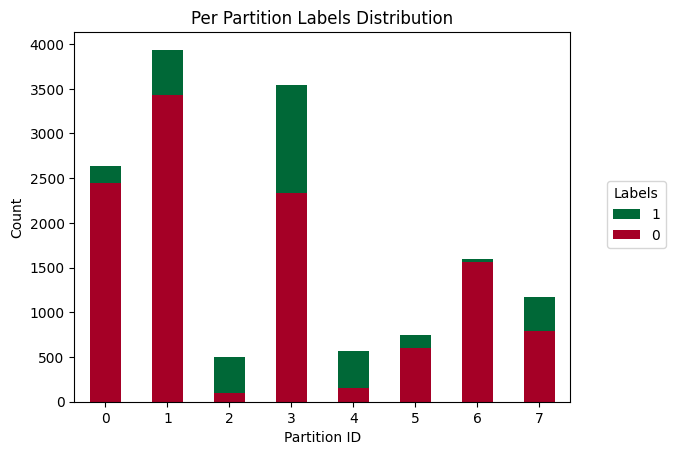 Per Partition Labels Distribution
4000
3500
3000
2500
2000
1500
1000
500
0
Count
0 1 2 3 4 5 6 7
Partition ID
Labels
1
0